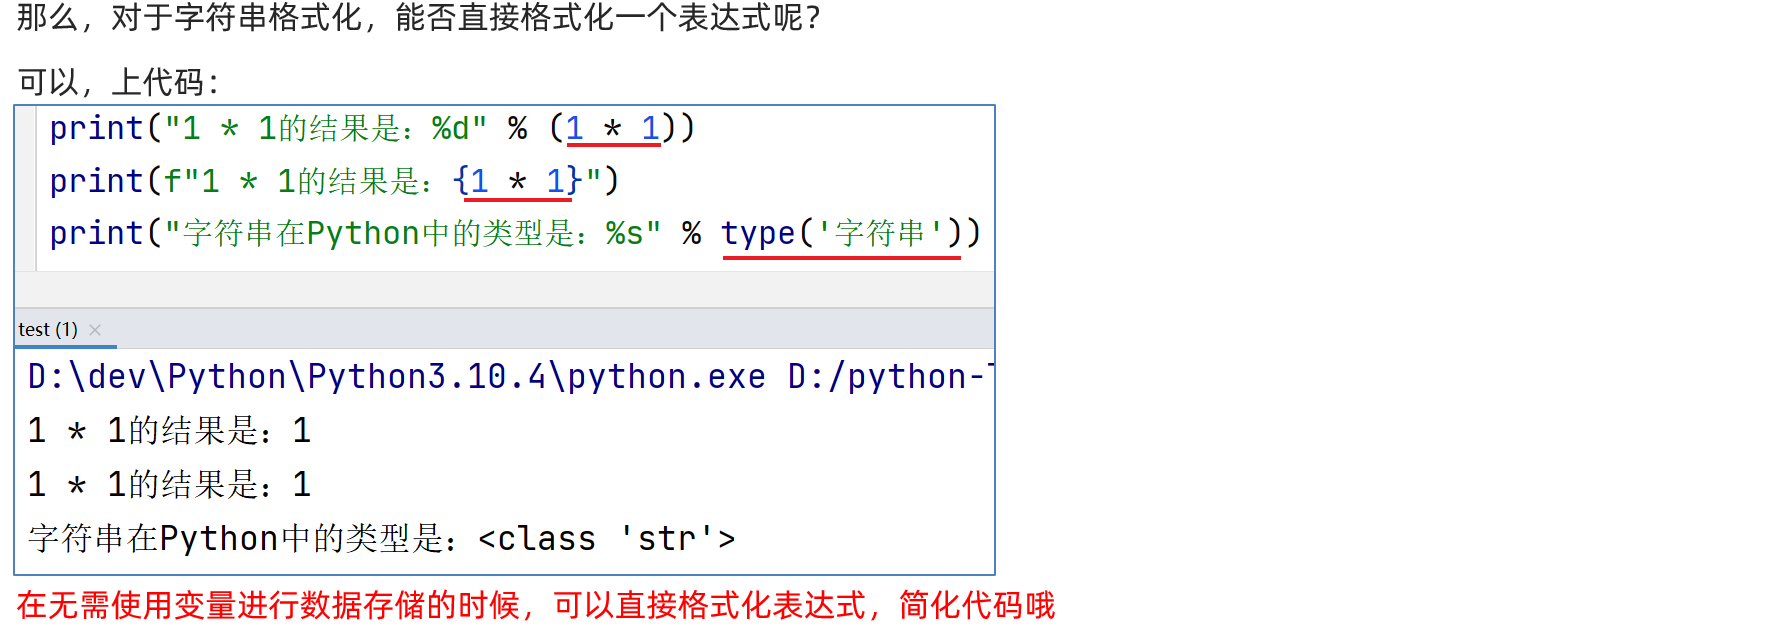 那么，对于字符串格式化，能否直接格式化一个表达式呢？
可以，上代码：
print("1 * 1的结果是：%d" % (1 * 1))
print(f"1 * 1的结果是：{1 * 1}")
print("字符串在Python中的类型是：%s" % type('字符串'))
test (1) ×
D:\dev\Python\Python3.10.4\python.exe D:/python-
1 * 1的结果是：1
1 * 1的结果是：1
字符串在Python中的类型是：<class 'str'>
在无需使用变量进行数据存储的时候，可以直接格式化表达式，简化代码哦